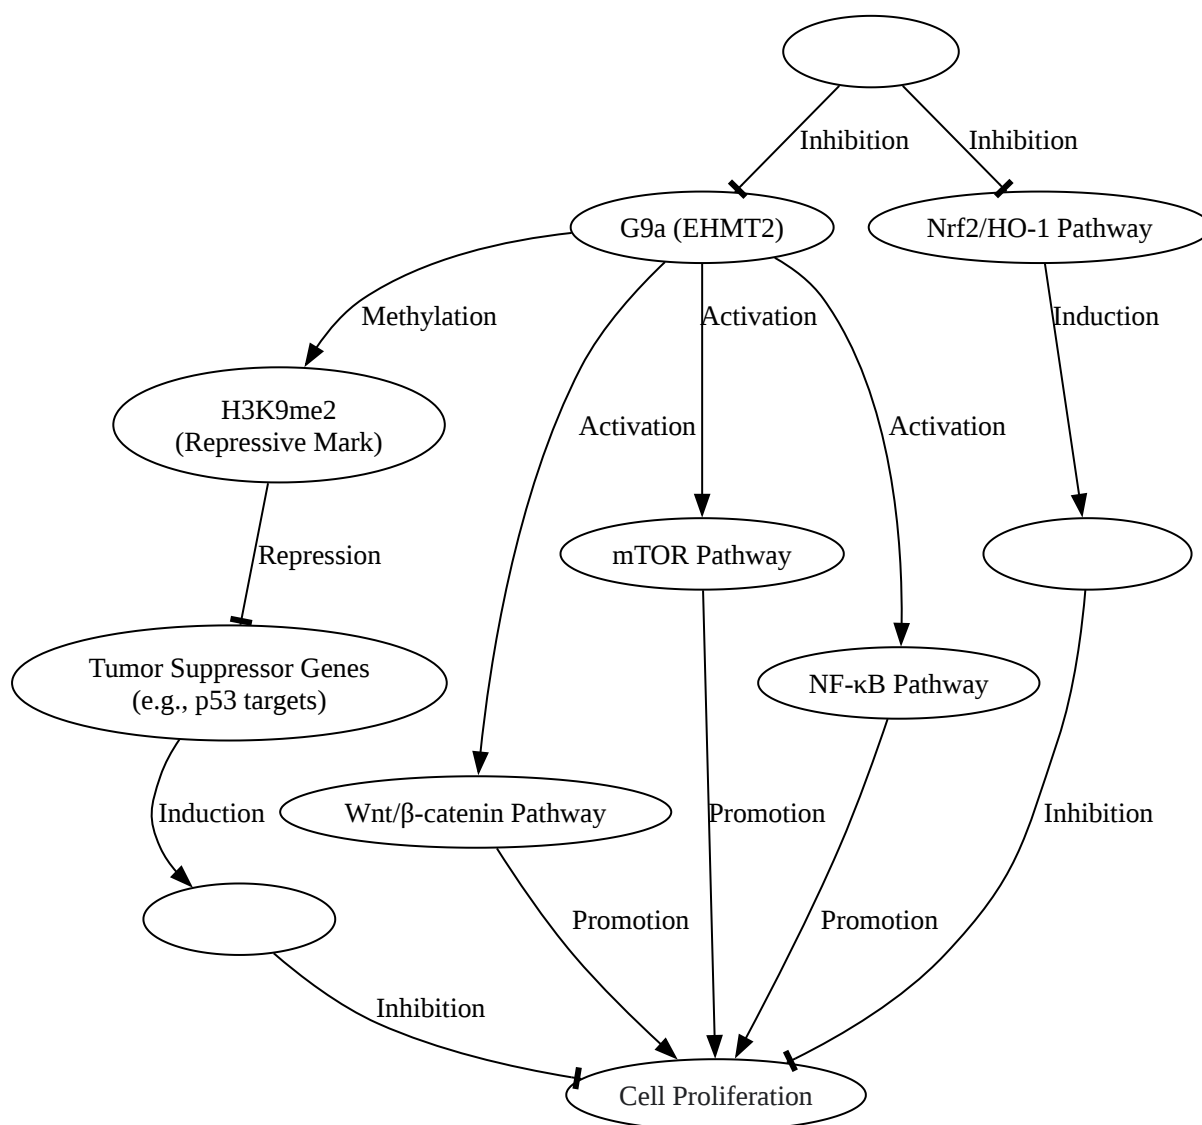 Inhibition
Inhibition
G9a (EHMT2)
Nrf2/HO-1 Pathway
Methylation
Activation
Induction
H3K9me2
(Repressive Mark)
Activation
Activation
Repression
mTOR Pathway
Tumor Suppressor Genes
(e.g., p53 targets)
NF-κB Pathway
Induction
Wnt/β-catenin Pathway
Promotion
Inhibition
Promotion
Promotion
Inhibition
Cell Proliferation